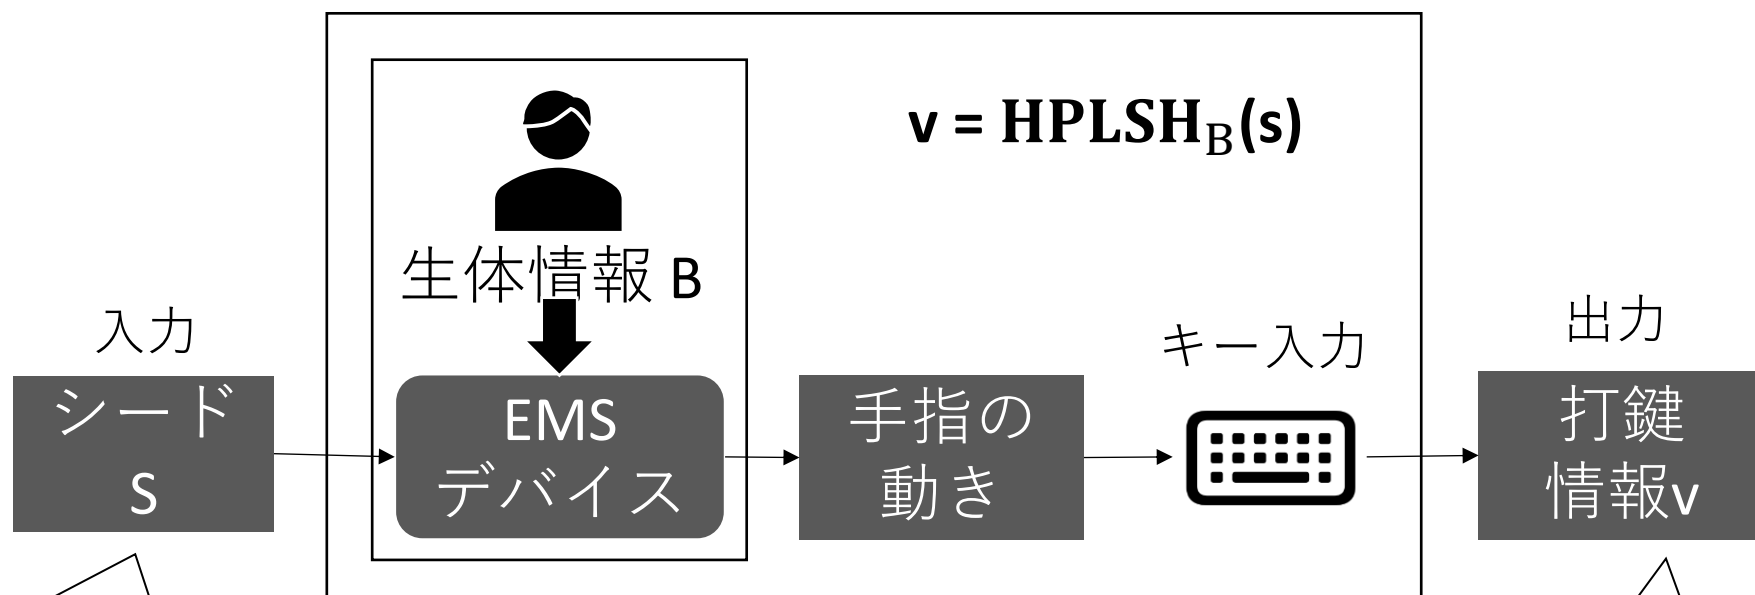 v = HPLSH_B(s)
生体情報 B
入力
シード
S
EMS
デバイス
手指の
動き
キー入力
出力
打鍵
情報v